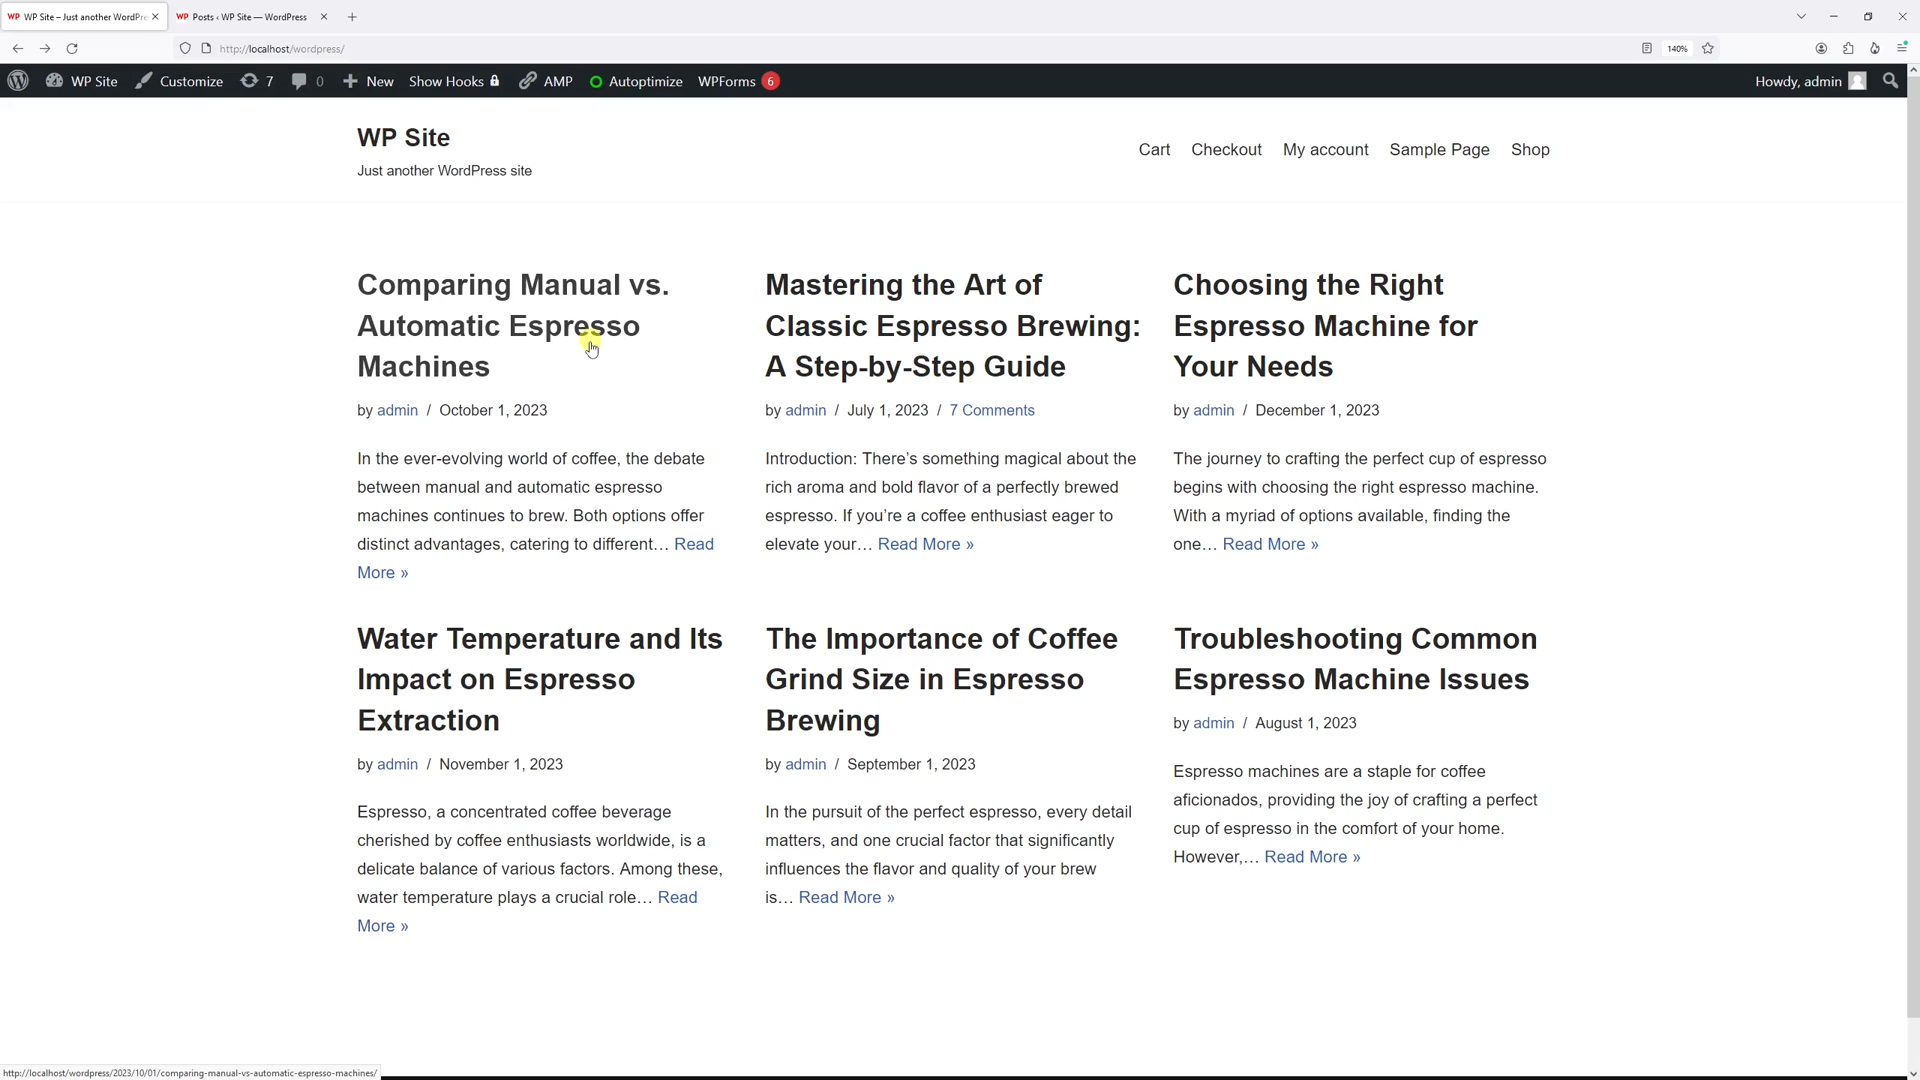 WP WP Site – Just another WordPre
WP Posts ‹ WP Site — WordPress
http://localhost/wordpress/
140%
WP Site
Customize
7
0
New
Show Hooks
AMP
Autoptimize
WPForms 6
Howdy, admin
WP Site
Just another WordPress site
Cart Checkout My account Sample Page Shop
Comparing Manual vs.
Automatic Espresso
Machines
by admin / October 1, 2023
In the ever-evolving world of coffee, the debate
between manual and automatic espresso
machines continues to brew. Both options offer
distinct advantages, catering to different… Read
More »
Mastering the Art of
Classic Espresso Brewing:
A Step-by-Step Guide
by admin / July 1, 2023 / 7 Comments
Introduction: There’s something magical about the
rich aroma and bold flavor of a perfectly brewed
espresso. If you’re a coffee enthusiast eager to
elevate your… Read More »
Choosing the Right
Espresso Machine for
Your Needs
by admin / December 1, 2023
The journey to crafting the perfect cup of espresso
begins with choosing the right espresso machine.
With a myriad of options available, finding the
one… Read More »
Water Temperature and Its
Impact on Espresso
Extraction
by admin / November 1, 2023
Espresso, a concentrated coffee beverage
cherished by coffee enthusiasts worldwide, is a
delicate balance of various factors. Among these,
water temperature plays a crucial role… Read
More »
The Importance of Coffee
Grind Size in Espresso
Brewing
by admin / September 1, 2023
In the pursuit of the perfect espresso, every detail
matters, and one crucial factor that significantly
influences the flavor and quality of your brew
is… Read More »
Troubleshooting Common
Espresso Machine Issues
by admin / August 1, 2023
Espresso machines are a staple for coffee
aficionados, providing the joy of crafting a perfect
cup of espresso in the comfort of your home.
However,… Read More »
http://localhost/wordpress/2023/10/01/comparing-manual-vs-automatic-espresso-machines/